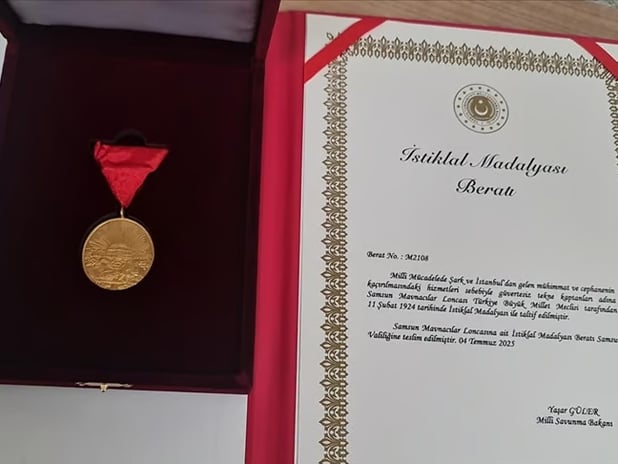 İstiklal Madalyası
Beratı
Berat No. : M2108
Milli Mücadelede Şark ve İstanbul'dan gelen mühimmat ve cephanenin
kaçırılmasındaki hizmetleri sebebiyle güvertesiz tekne kaptanları adına
Samsun Mavnacılar Loncası Türkiye Büyük Millet Meclisi tarafından
11 Şubat 1924 tarihinde İstiklal Madalyası ile taltif edilmiştir.
Samsun Mavnacılar Loncasına ait İstiklal Madalyası Beratı Samsu
Valiliğine teslim edilmiştir. 04 Temmuz 2025
Yaşar GÜLER
Milli Savunma Bakanı